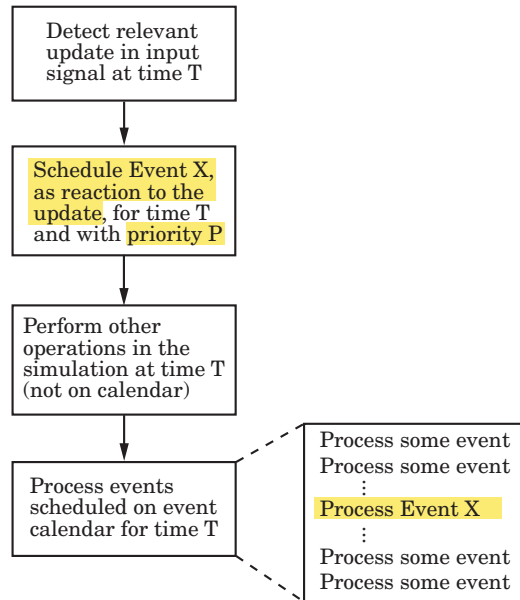 Detect relevant
update in input
signal at time T
Schedule Event X,
as reaction to the
update, for time T
and with priority P
Perform other
operations in the
simulation at time T
(not on calendar)
Process events
scheduled on event
calendar for time T
Process some event
Process some event
⋮
Process Event X
⋮
Process some event
Process some event